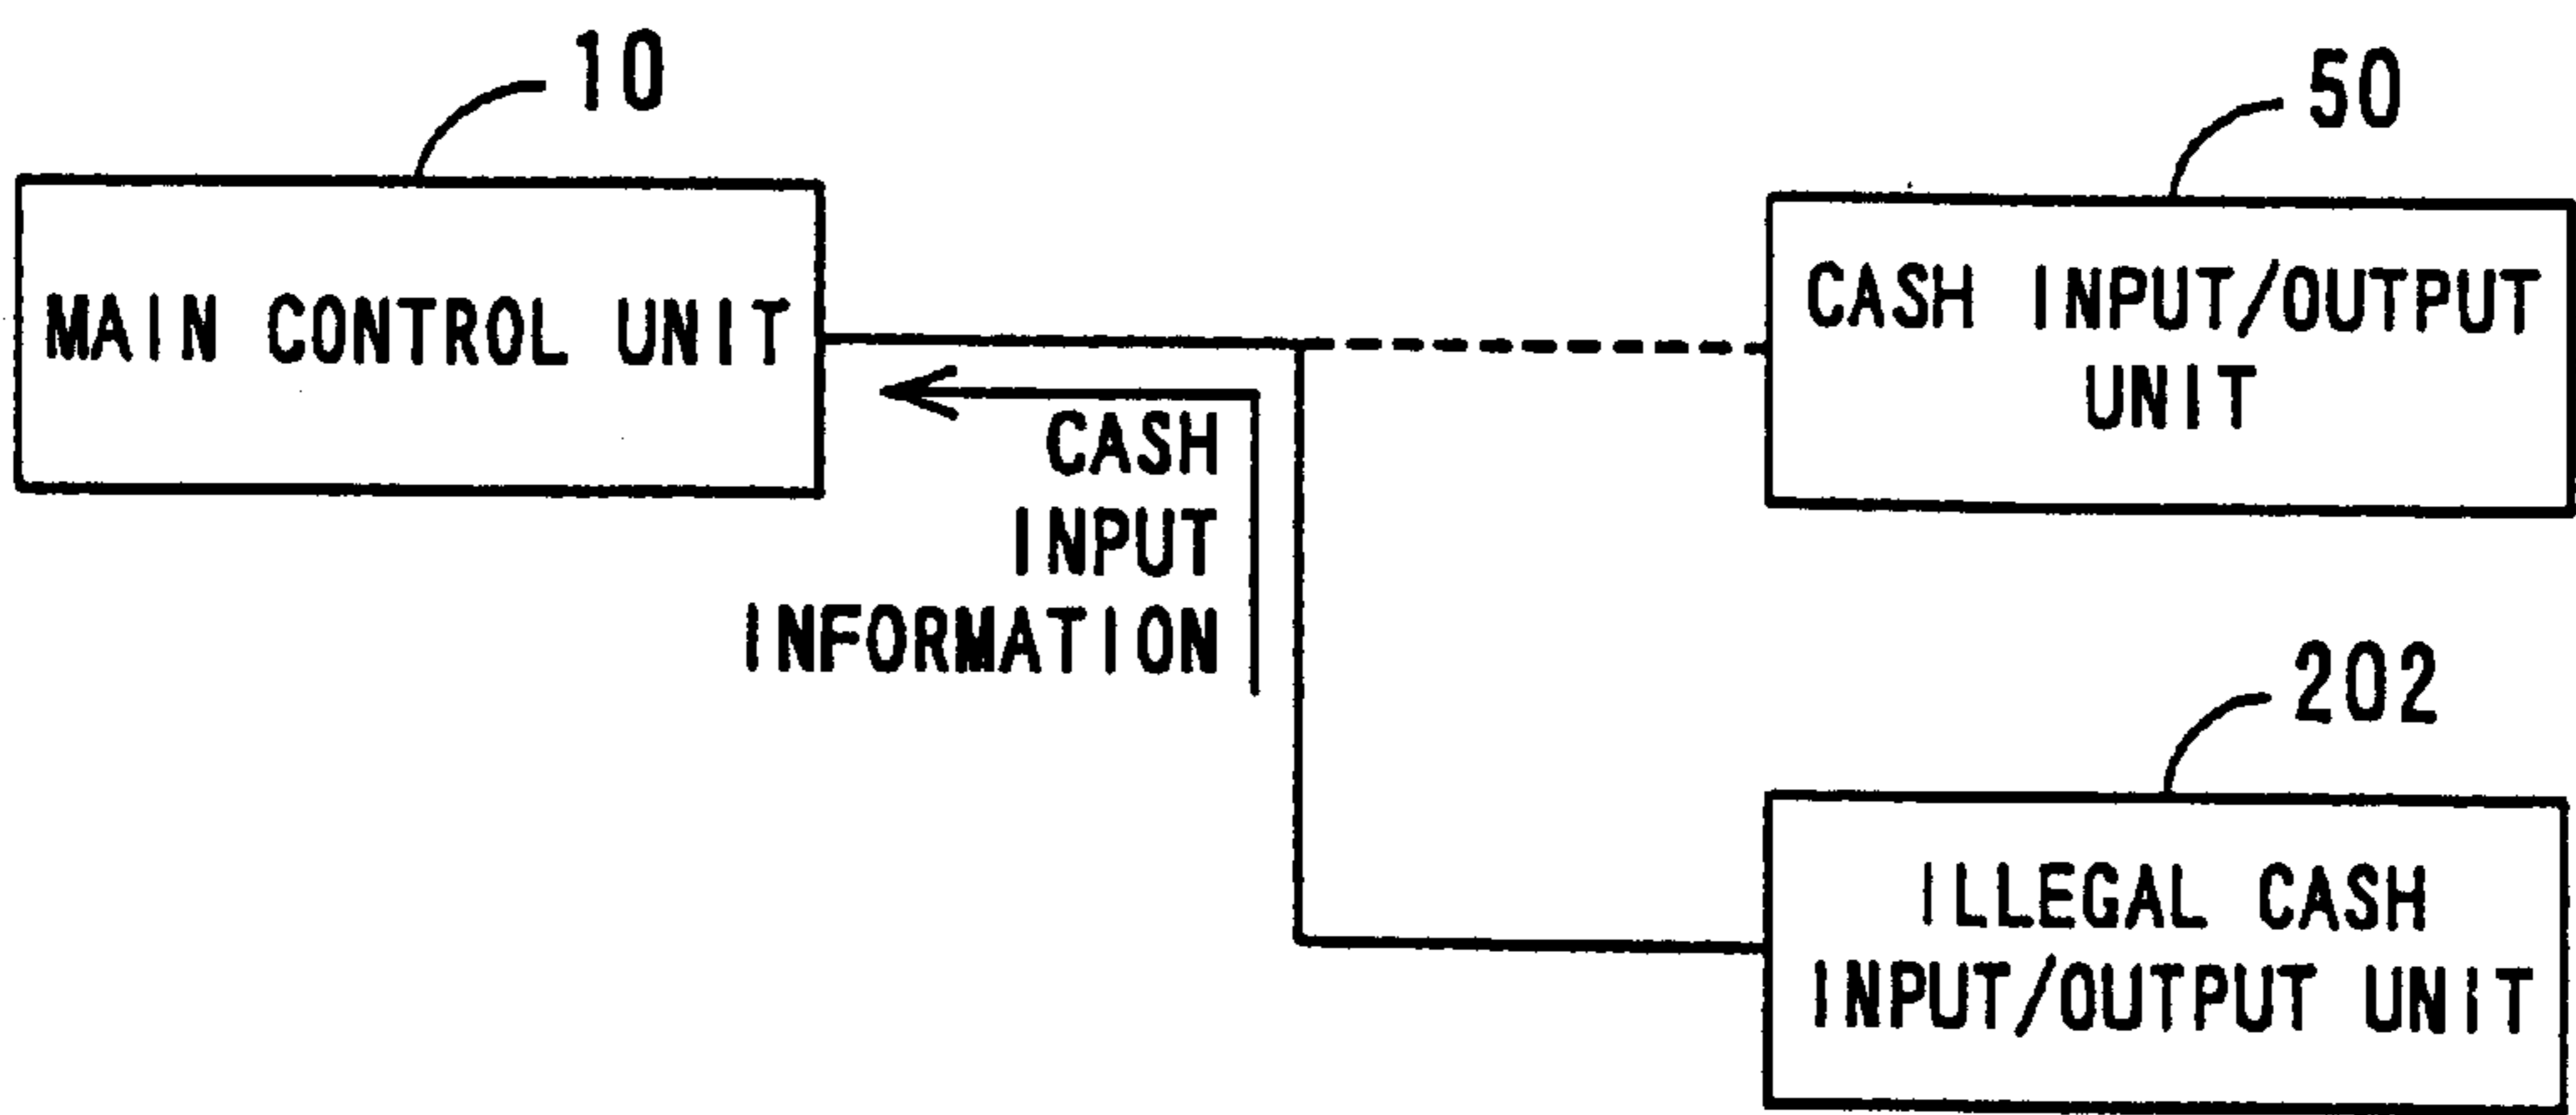 10
MAIN CONTROL UNIT
50
CASH INPUT/OUTPUT
UNIT
CASH
INPUT
INFORMATION
202
ILLEGAL CASH
INPUT/OUTPUT UNIT